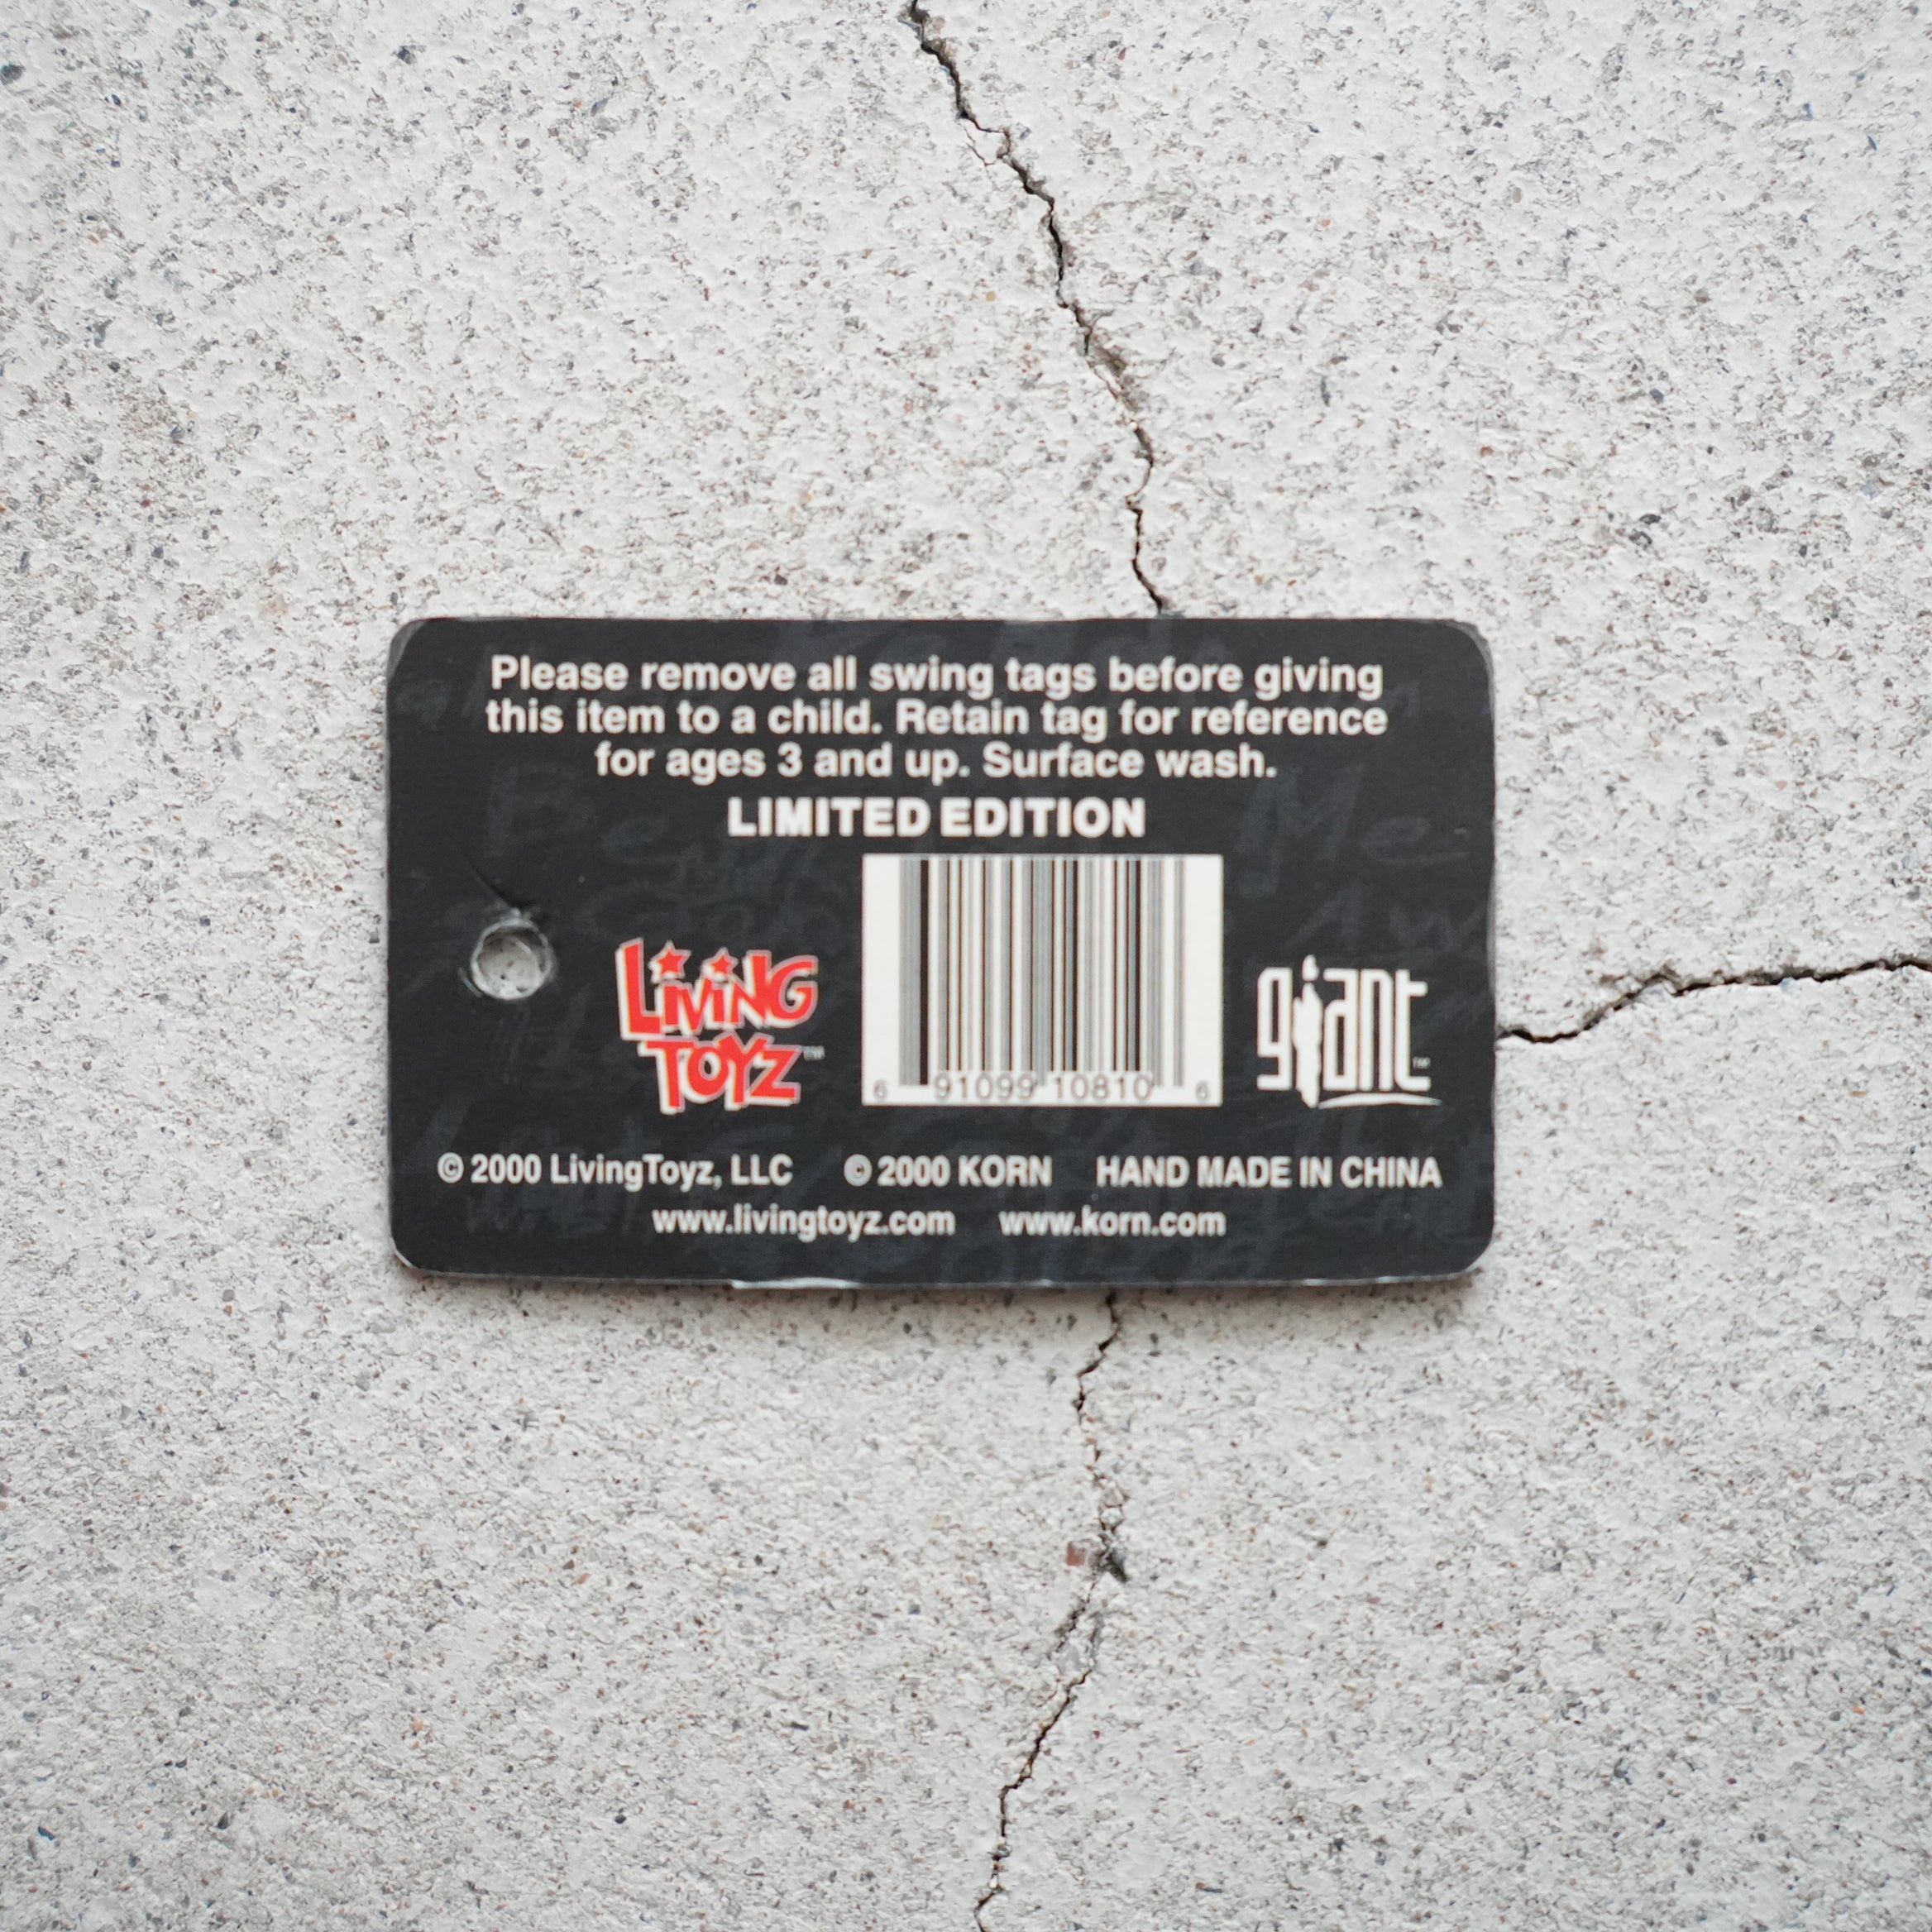 Please remove all swing tags before giving
this item to a child. Retain tag for reference
for ages 3 and up. Surface wash.
LIMITED EDITION
LIVING
TOYZ™
6 91099 10810 6
giant™
© 2000 LivingToyz, LLC © 2000 KORN HAND MADE IN CHINA
www.livingtoyz.com www.korn.com